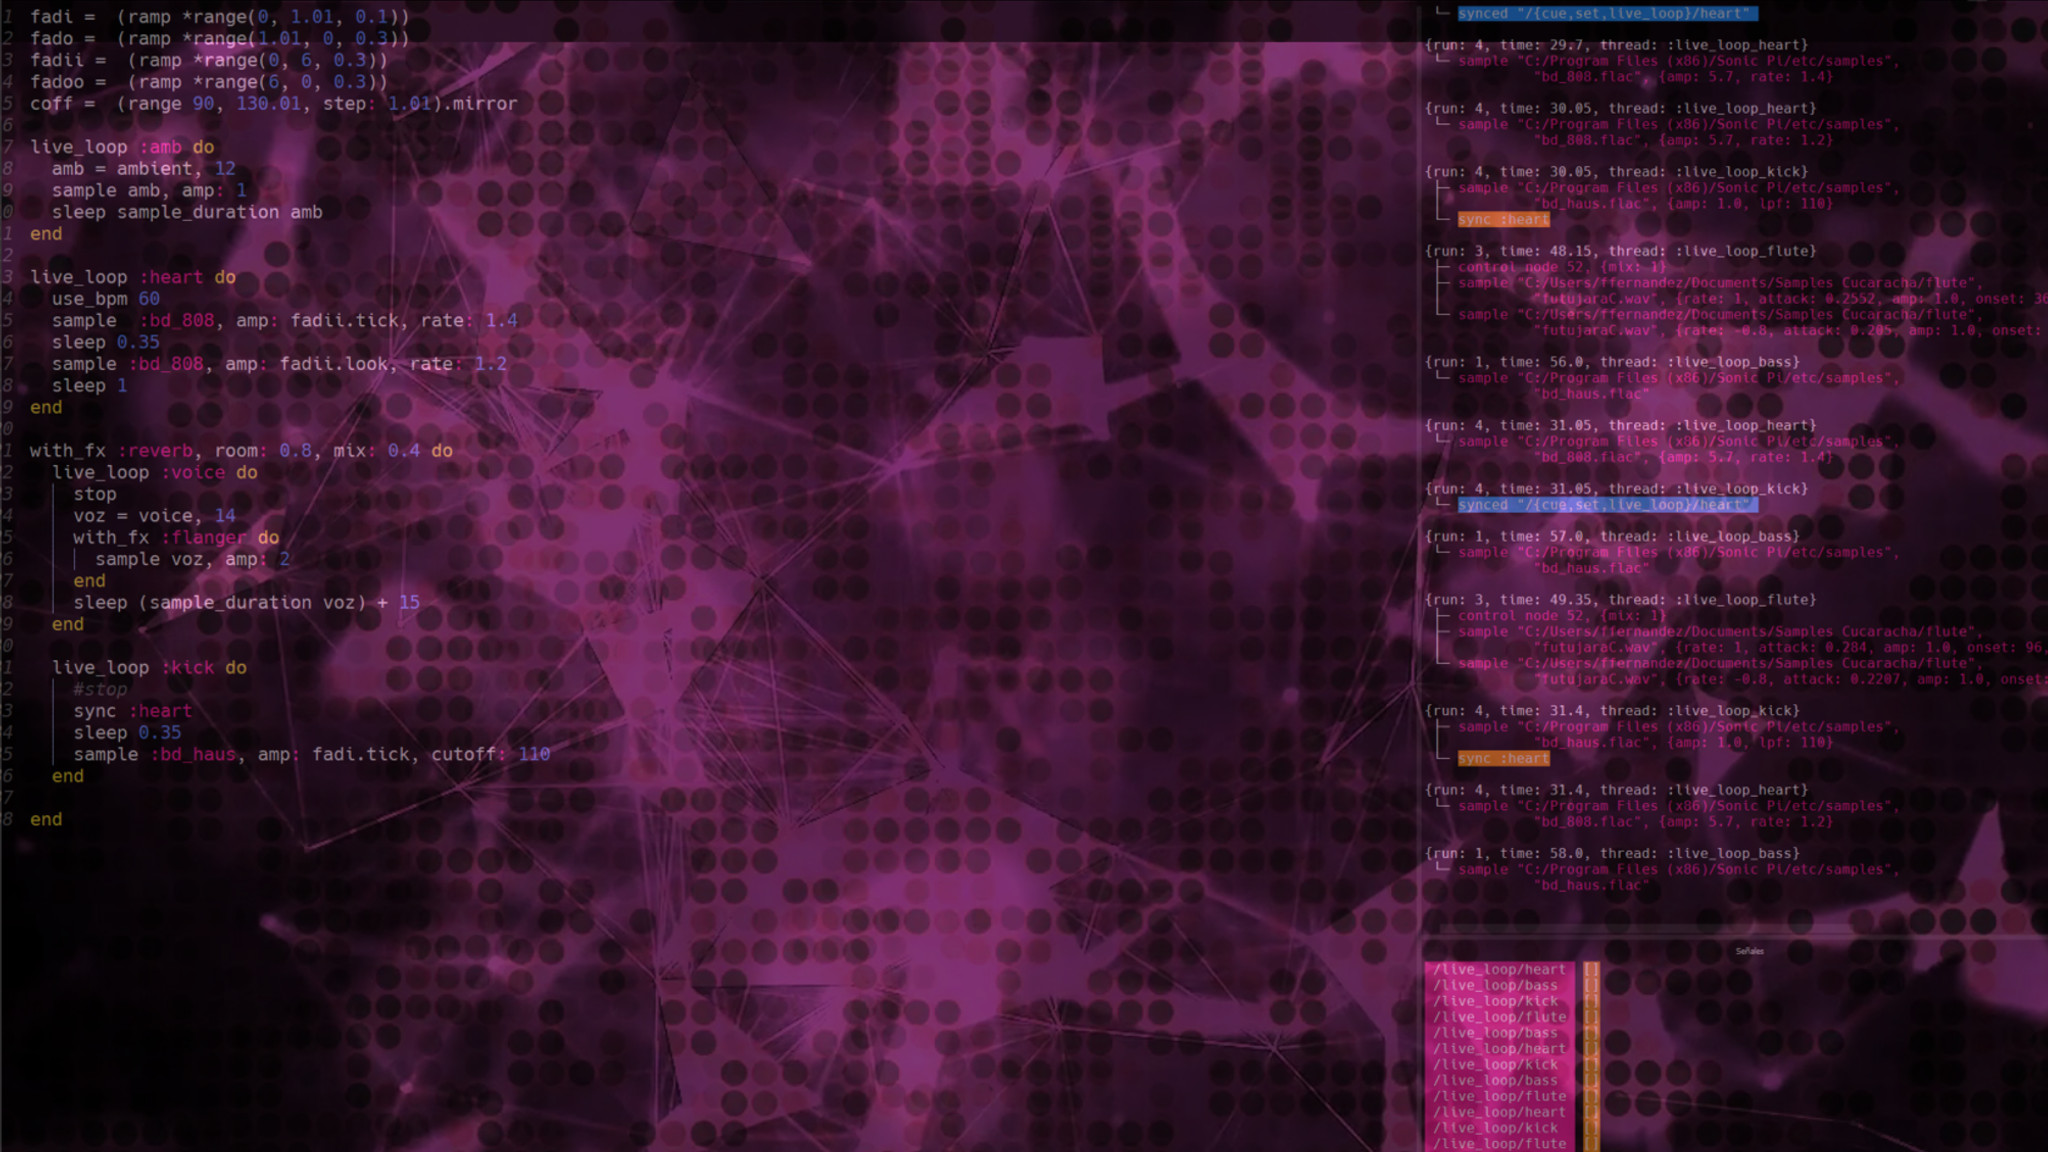 1 fadi =  (ramp *range(0, 1.01, 0.1))
2 fado =  (ramp *range(1.01, 0, 0.3))
3 fadii =  (ramp *range(0, 6, 0.3))
4 fadoo =  (ramp *range(6, 0, 0.3))
5 coff =  (range 90, 130.01, step: 1.01).mirror
6
7 live_loop :amb do
8   amb = ambient, 12
9   sample amb, amp: 1
0   sleep sample_duration amb
1 end
2
3 live_loop :heart do
4   use_bpm 60
5   sample  :bd_808, amp: fadii.tick, rate: 1.4
6   sleep 0.35
7   sample :bd_808, amp: fadii.look, rate: 1.2
8   sleep 1
9 end
0
1 with_fx :reverb, room: 0.8, mix: 0.4 do
2   live_loop :voice do
3     stop
4     voz = voice, 14
5     with_fx :flanger do
6       sample voz, amp: 2
7     end
8     sleep (sample_duration voz) + 15
9   end
0
1   live_loop :kick do
2     #stop
3     sync :heart
4     sleep 0.35
5     sample :bd_haus, amp: fadi.tick, cutoff: 110
6   end
7
8 end
synced "/{cue,set,live_loop}/heart"
{run: 4, time: 29.7, thread: :live_loop_heart}
sample "C:/Program Files (x86)/Sonic Pi/etc/samples",
"bd_808.flac", {amp: 5.7, rate: 1.4}
{run: 4, time: 30.05, thread: :live_loop_heart}
sample "C:/Program Files (x86)/Sonic Pi/etc/samples",
"bd_808.flac", {amp: 5.7, rate: 1.2}
{run: 4, time: 30.05, thread: :live_loop_kick}
sample "C:/Program Files (x86)/Sonic Pi/etc/samples",
"bd_haus.flac", {amp: 1.0, lpf: 110}
sync :heart
{run: 3, time: 48.15, thread: :live_loop_flute}
control node 52, {mix: 1}
sample "C:/Users/ffernandez/Documents/Samples Cucaracha/flute",
"futujaraC.wav", {rate: 1, attack: 0.2552, amp: 1.0, onset: 36
sample "C:/Users/ffernandez/Documents/Samples Cucaracha/flute",
"futujaraC.wav", {rate: -0.8, attack: 0.205, amp: 1.0, onset:
{run: 1, time: 56.0, thread: :live_loop_bass}
sample "C:/Program Files (x86)/Sonic Pi/etc/samples",
"bd_haus.flac"
{run: 4, time: 31.05, thread: :live_loop_heart}
sample "C:/Program Files (x86)/Sonic Pi/etc/samples",
"bd_808.flac", {amp: 5.7, rate: 1.4}
{run: 4, time: 31.05, thread: :live_loop_kick}
synced "/{cue,set,live_loop}/heart"
{run: 1, time: 57.0, thread: :live_loop_bass}
sample "C:/Program Files (x86)/Sonic Pi/etc/samples",
"bd_haus.flac"
{run: 3, time: 49.35, thread: :live_loop_flute}
control node 52, {mix: 1}
sample "C:/Users/ffernandez/Documents/Samples Cucaracha/flute",
"futujaraC.wav", {rate: 1, attack: 0.284, amp: 1.0, onset: 96,
sample "C:/Users/ffernandez/Documents/Samples Cucaracha/flute",
"futujaraC.wav", {rate: -0.8, attack: 0.2207, amp: 1.0, onset:
{run: 4, time: 31.4, thread: :live_loop_kick}
sample "C:/Program Files (x86)/Sonic Pi/etc/samples",
"bd_haus.flac", {amp: 1.0, lpf: 110}
sync :heart
{run: 4, time: 31.4, thread: :live_loop_heart}
sample "C:/Program Files (x86)/Sonic Pi/etc/samples",
"bd_808.flac", {amp: 5.7, rate: 1.2}
{run: 1, time: 58.0, thread: :live_loop_bass}
sample "C:/Program Files (x86)/Sonic Pi/etc/samples",
"bd_haus.flac"
Señales
/live_loop/heart []
/live_loop/bass []
/live_loop/kick []
/live_loop/flute []
/live_loop/bass []
/live_loop/heart []
/live_loop/kick []
/live_loop/bass []
/live_loop/flute []
/live_loop/heart []
/live_loop/kick []
/live_loop/flute []